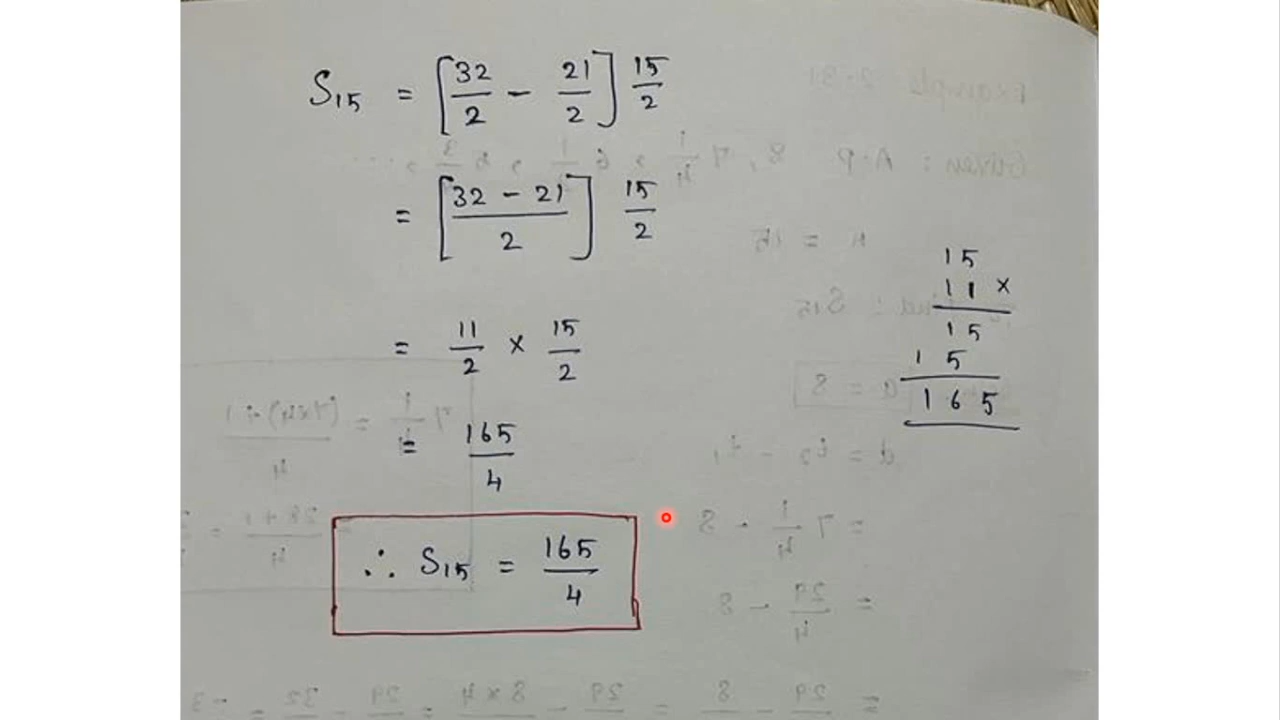 S₁₅ = [32/2 - 21/2] 15/2
= [(32 - 21)/2] 15/2
= 11/2 × 15/2
= 165/4
∴ S₁₅ = 165/4
15
11 ×
15
15
165